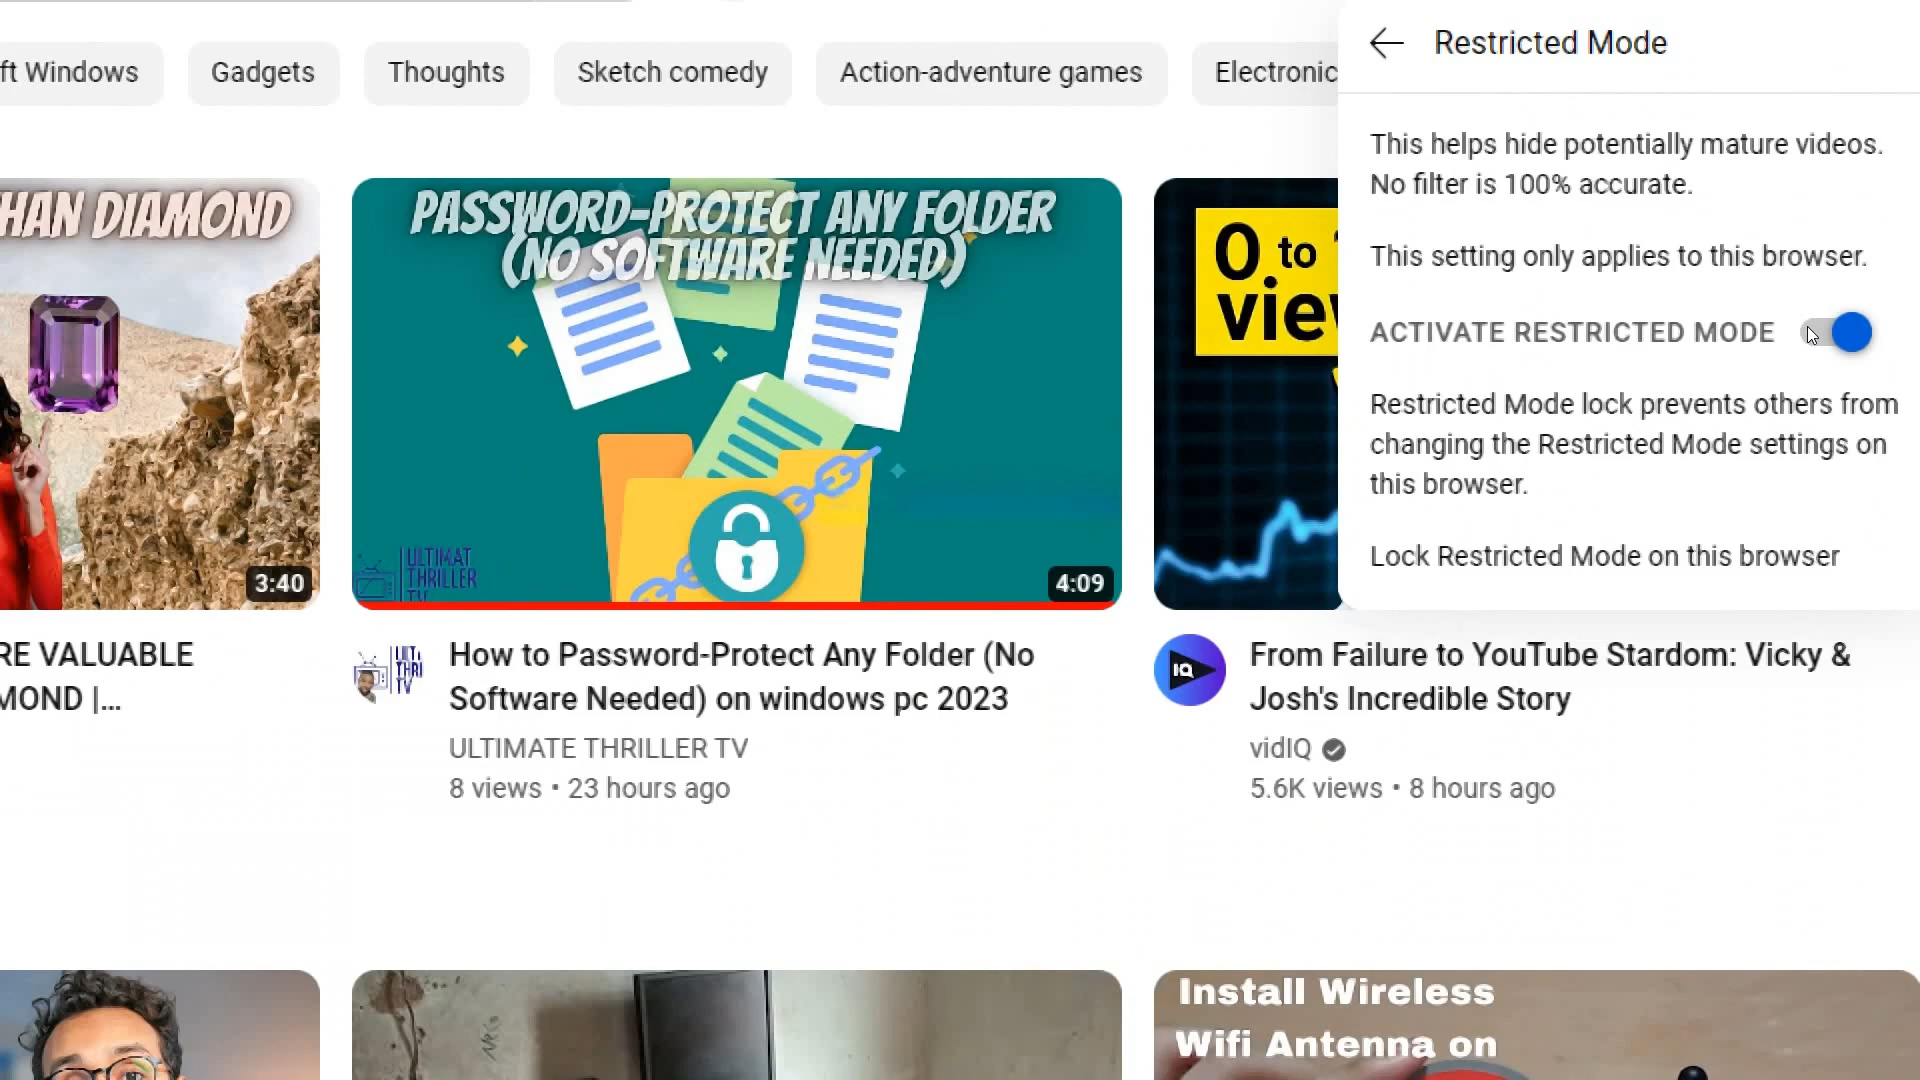 ft Windows
Gadgets
Thoughts
Sketch comedy
Action-adventure games
Electronic
Restricted Mode
This helps hide potentially mature videos.
No filter is 100% accurate.
This setting only applies to this browser.
ACTIVATE RESTRICTED MODE
Restricted Mode lock prevents others from
changing the Restricted Mode settings on
this browser.
Lock Restricted Mode on this browser
HAN DIAMOND
3:40
PASSWORD-PROTECT ANY FOLDER
(NO SOFTWARE NEEDED)
ULTIMAT
THRILLER
TV
4:09
0 to
view
RE VALUABLE
MOND |...
ULTI
THRI
TV
How to Password-Protect Any Folder (No
Software Needed) on windows pc 2023
ULTIMATE THRILLER TV
8 views • 23 hours ago
IQ
From Failure to YouTube Stardom: Vicky &
Josh's Incredible Story
vidIQ
5.6K views • 8 hours ago
Install Wireless
Wifi Antenna on